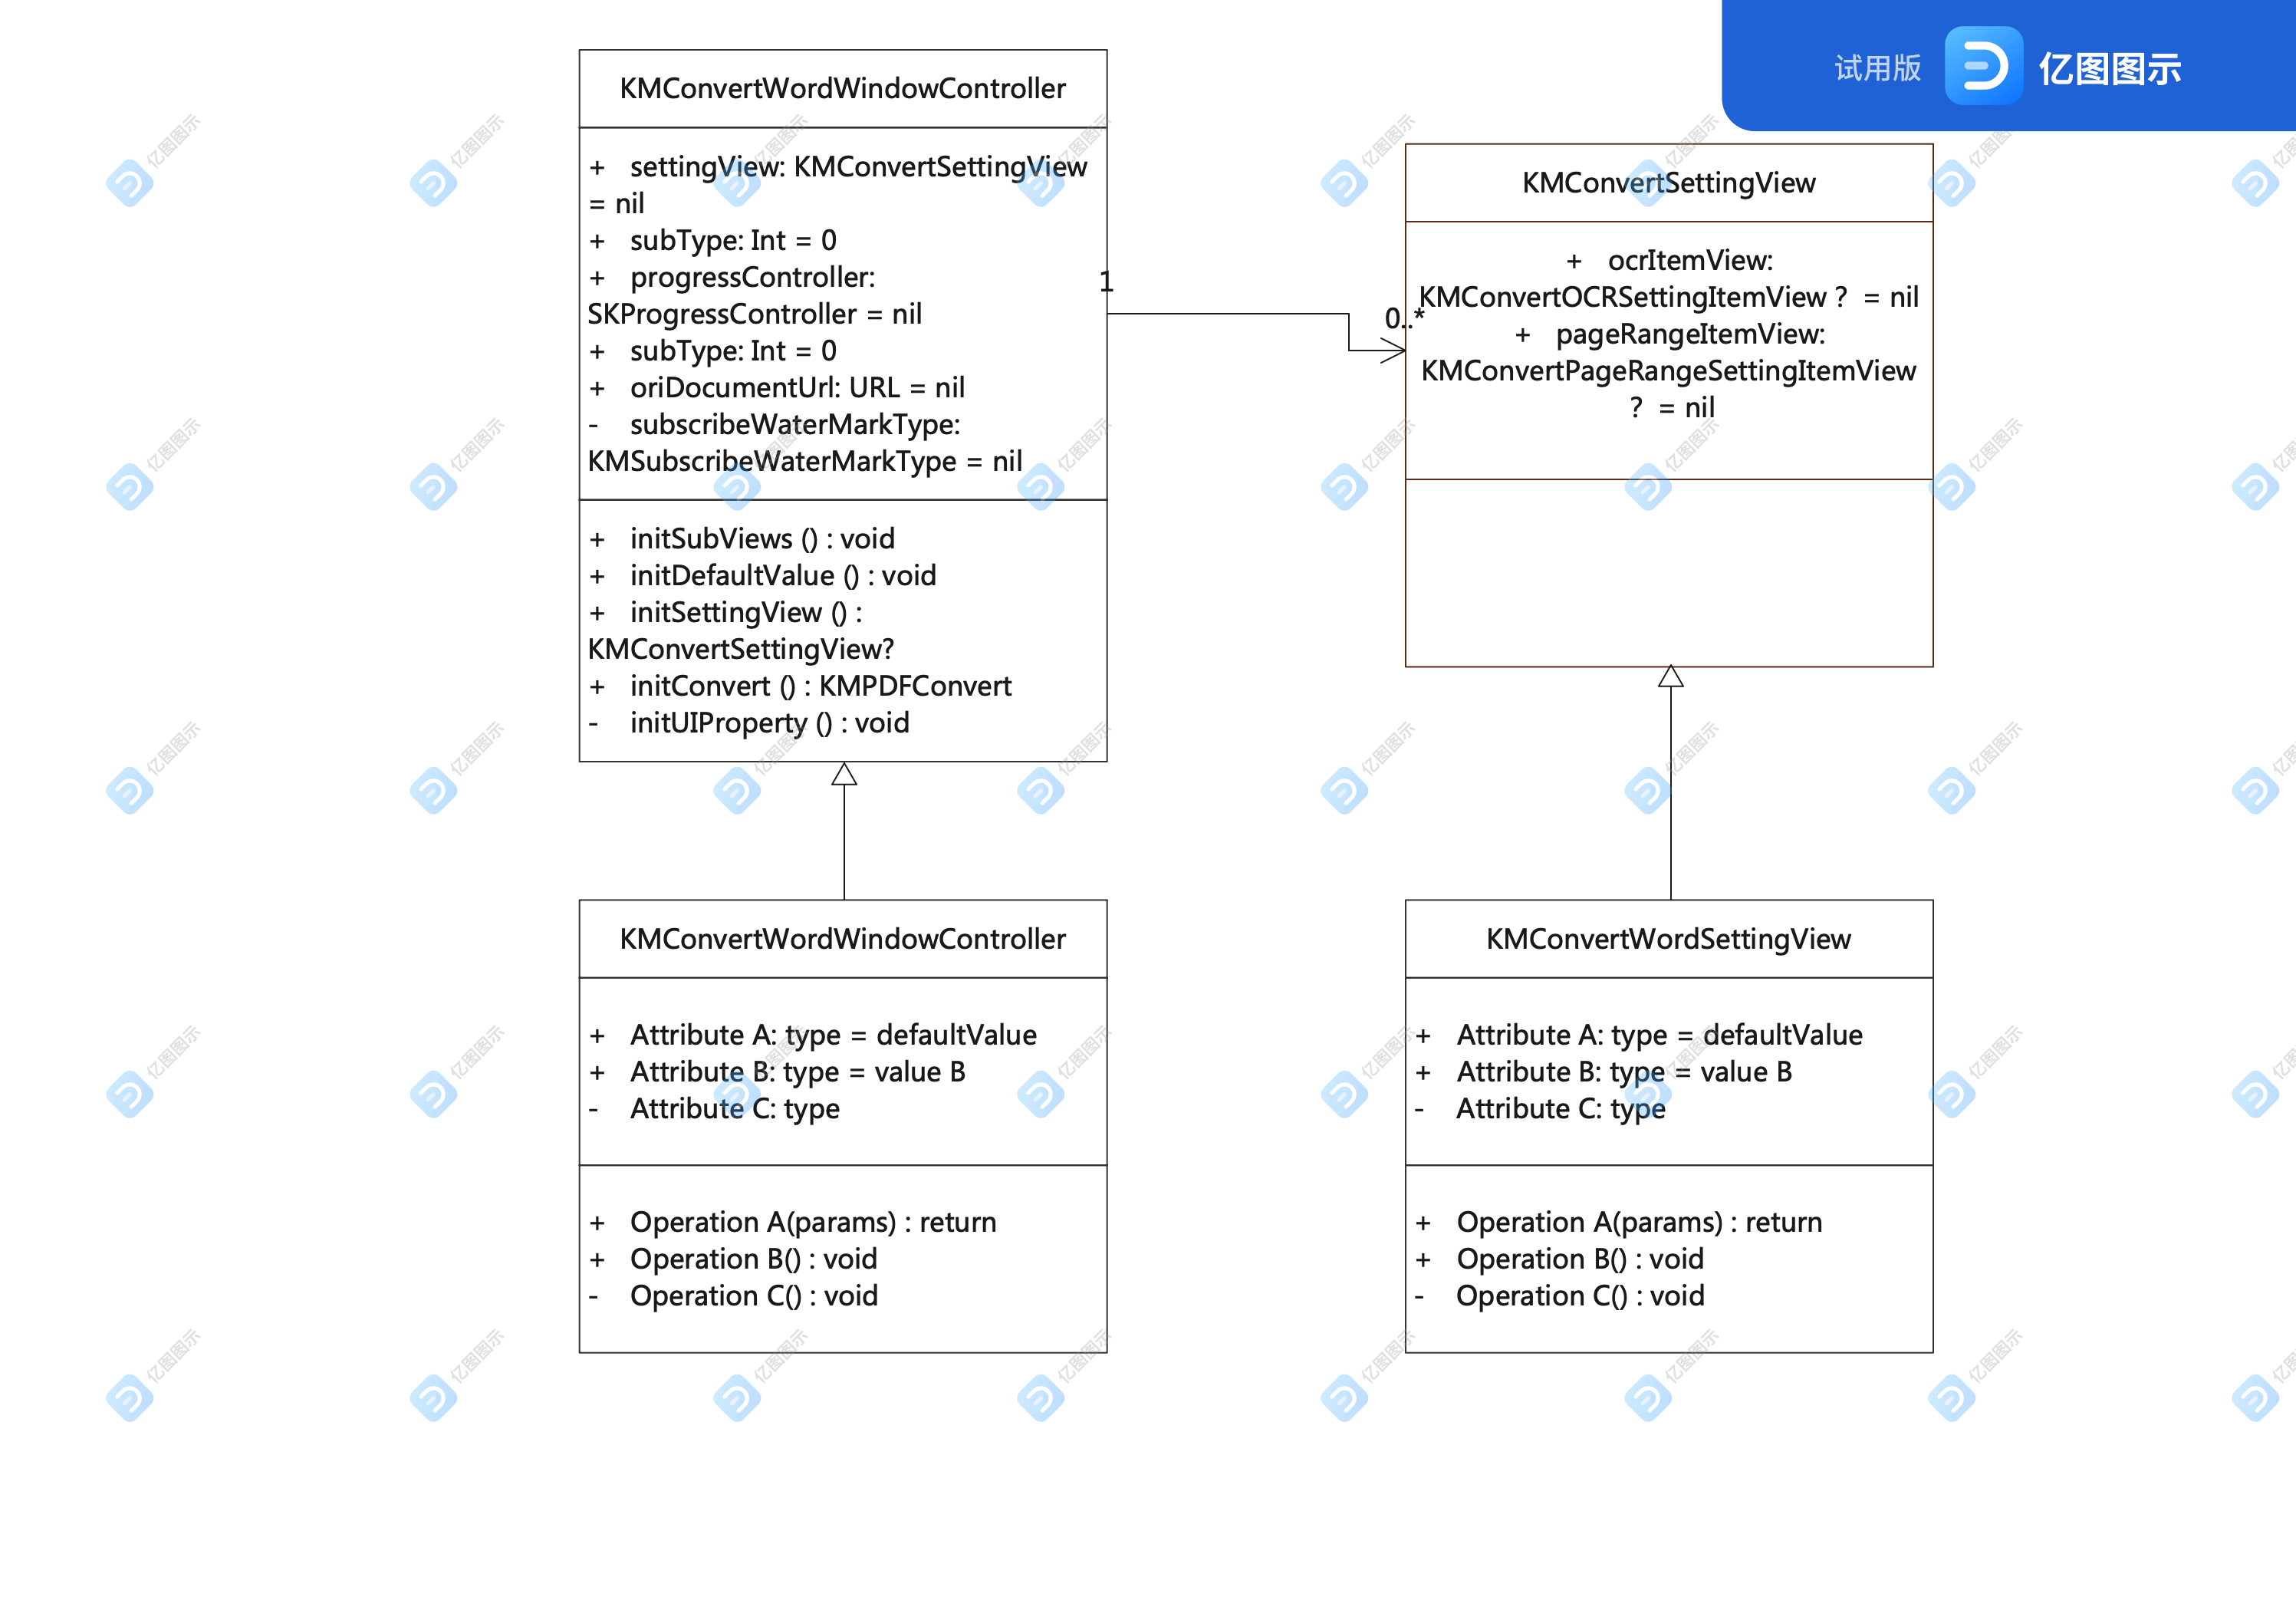 试用版 亿图图示
KMConvertWordWindowController
+ settingView: KMConvertSettingView
= nil
+ subType: Int = 0
+ progressController:
SKProgressController = nil
+ subType: Int = 0
+ oriDocumentUrl: URL = nil
- subscribeWaterMarkType:
KMSubscribeWaterMarkType = nil
+ initSubViews () : void
+ initDefaultValue () : void
+ initSettingView () :
KMConvertSettingView?
+ initConvert () : KMPDFConvert
- initUIProperty () : void
1
0..*
KMConvertSettingView
+ ocrItemView:
KMConvertOCRSettingItemView ? = nil
+ pageRangeItemView:
KMConvertPageRangeSettingItemView
? = nil
KMConvertWordWindowController
+ Attribute A: type = defaultValue
+ Attribute B: type = value B
- Attribute C: type
+ Operation A(params) : return
+ Operation B() : void
- Operation C() : void
KMConvertWordSettingView
+ Attribute A: type = defaultValue
+ Attribute B: type = value B
- Attribute C: type
+ Operation A(params) : return
+ Operation B() : void
- Operation C() : void